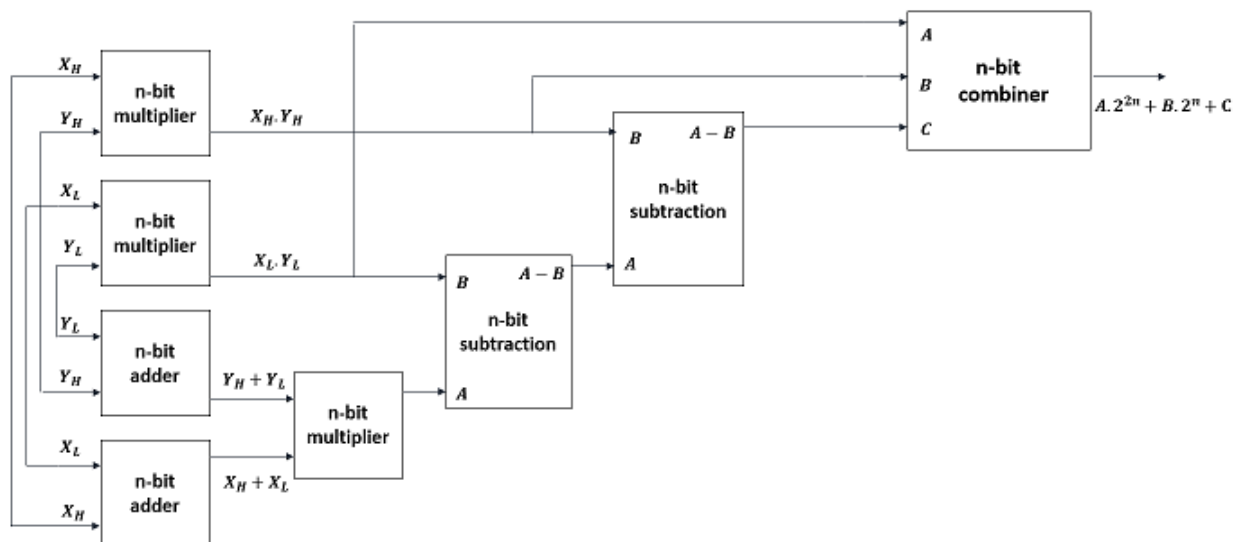 X_H
n-bit
multiplier
Y_H
X_H.Y_H
X_L
n-bit
multiplier
Y_L
X_L.Y_L
Y_L
n-bit
adder
Y_H
Y_H + Y_L
X_L
n-bit
adder
X_H
X_H + X_L
n-bit
multiplier
B
A − B
n-bit
subtraction
A
B
A − B
n-bit
subtraction
A
A
B
C
n-bit
combiner
A.2^{2n} + B.2^n + C